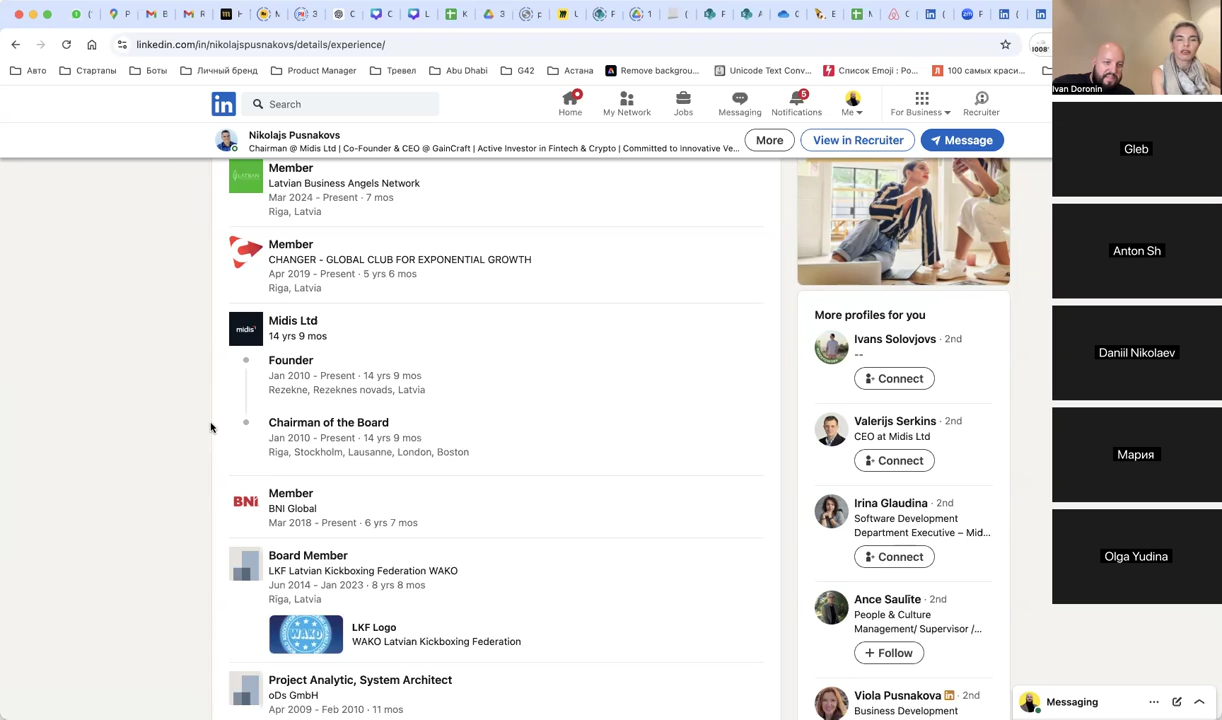 Авто
Стартапы
Боты
Личный бренд
Product Manager
Тревел
Abu Dhabi
G42
Астана
Remove backgrou...
Unicode Text Conv...
Список Emoji : Po...
100 самых краси...
linkedin.com/in/nikolajspusnakovs/details/experience/
Search
Home
My Network
Jobs
Messaging
5
Notifications
Me
For Business
Recruiter
Nikolajs Pusnakovs
Chairman @ Midis Ltd | Co-Founder & CEO @ GainCraft | Active Investor in Fintech & Crypto | Committed to Innovative Ve...
More
View in Recruiter
Message
Member
Latvian Business Angels Network
Mar 2024 - Present · 7 mos
Riga, Latvia
Member
CHANGER - GLOBAL CLUB FOR EXPONENTIAL GROWTH
Apr 2019 - Present · 5 yrs 6 mos
Riga, Latvia
midis
Midis Ltd
14 yrs 9 mos
Founder
Jan 2010 - Present · 14 yrs 9 mos
Rezekne, Rezeknes novads, Latvia
Chairman of the Board
Jan 2010 - Present · 14 yrs 9 mos
Riga, Stockholm, Lausanne, London, Boston
BNI
Member
BNI Global
Mar 2018 - Present · 6 yrs 7 mos
Board Member
LKF Latvian Kickboxing Federation WAKO
Jun 2014 - Jan 2023 · 8 yrs 8 mos
Riga, Latvia
WAKO
LKF Logo
WAKO Latvian Kickboxing Federation
Project Analytic, System Architect
oDs GmbH
Apr 2009 - Feb 2010 · 11 mos
More profiles for you
Ivans Solovjovs · 2nd
--
Connect
Valerijs Serkins · 2nd
CEO at Midis Ltd
Connect
Irina Glaudina · 2nd
Software Development
Department Executive – Mid...
Connect
Ance Saulīte · 2nd
People & Culture
Management/ Supervisor /...
Follow
Viola Pusnakova in · 2nd
Business Development
Messaging
Ivan Doronin
Gleb
Anton Sh
Daniil Nikolaev
Мария
Olga Yudina